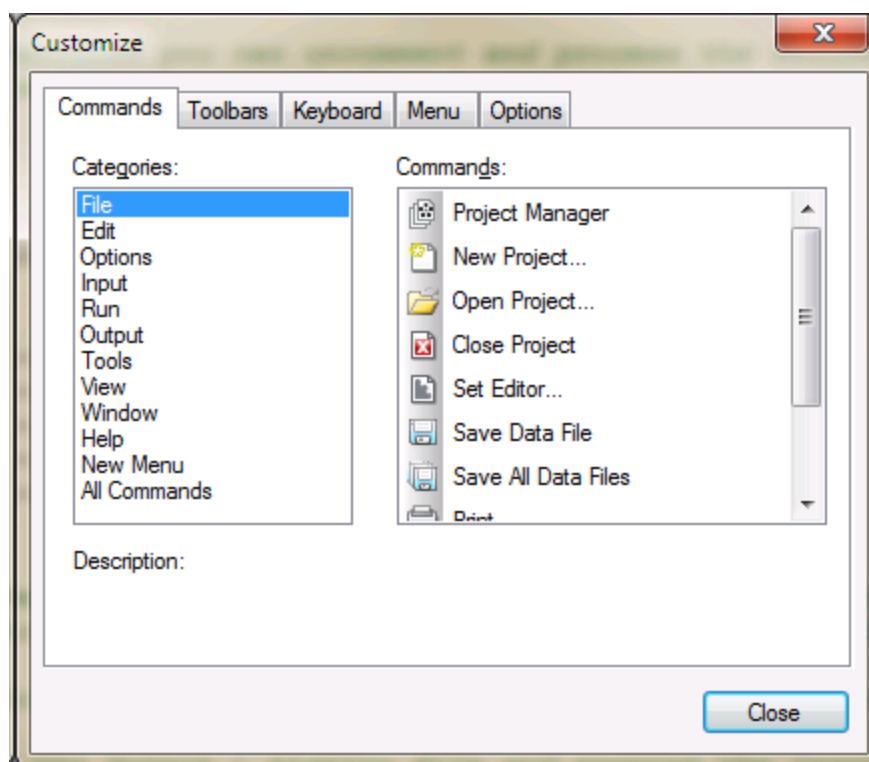 Customize
Commands Toolbars Keyboard Menu Options
Categories:
File
Edit
Options
Input
Run
Output
Tools
View
Window
Help
New Menu
All Commands
Commands:
Project Manager
New Project...
Open Project...
Close Project
Set Editor...
Save Data File
Save All Data Files
Print
Description:
Close